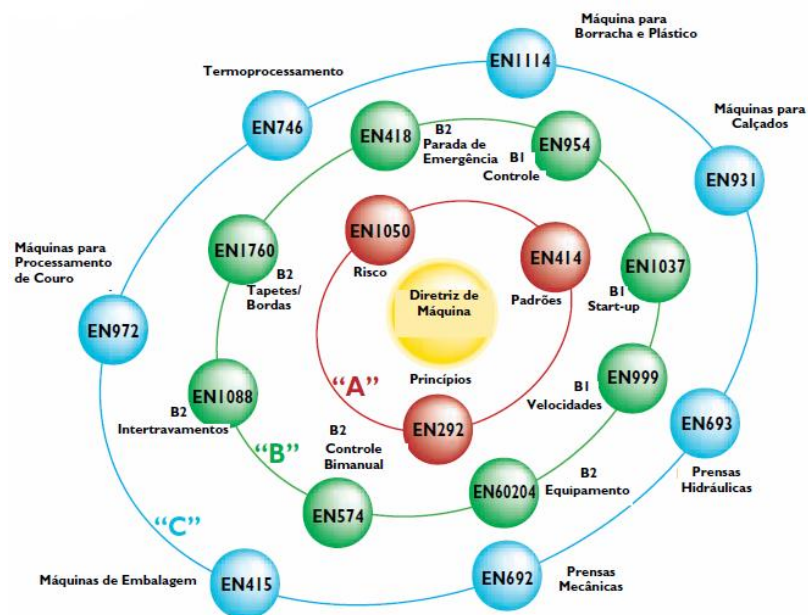 Máquina para
Borracha e Plástico
EN1114
Termoprocessamento
EN746
Máquinas para
Calçados
EN931
EN418
B2
Parada de
Emergência
EN954
B1
Controle
EN1050
Risco
EN414
Padrões
EN1760
B2
Tapetes/
Bordas
EN1037
B1
Start-up
Máquinas para
Processamento
de Couro
EN972
Diretriz de
Máquina
Princípios
EN292
"A"
EN1088
B2
Intertravamentos
"B"
EN999
B1
Velocidades
EN693
Prensas
Hidráulicas
B2
Controle
Bimanual
EN574
EN60204
B2
Equipamento
"C"
Máquinas de Embalagem
EN415
EN692
Prensas
Mecânicas